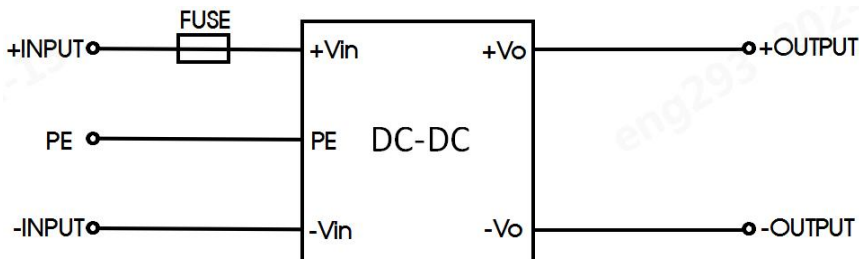 FUSE
+INPUT +Vin +Vo +OUTPUT
PE PE DC-DC
-INPUT -Vin -Vo -OUTPUT